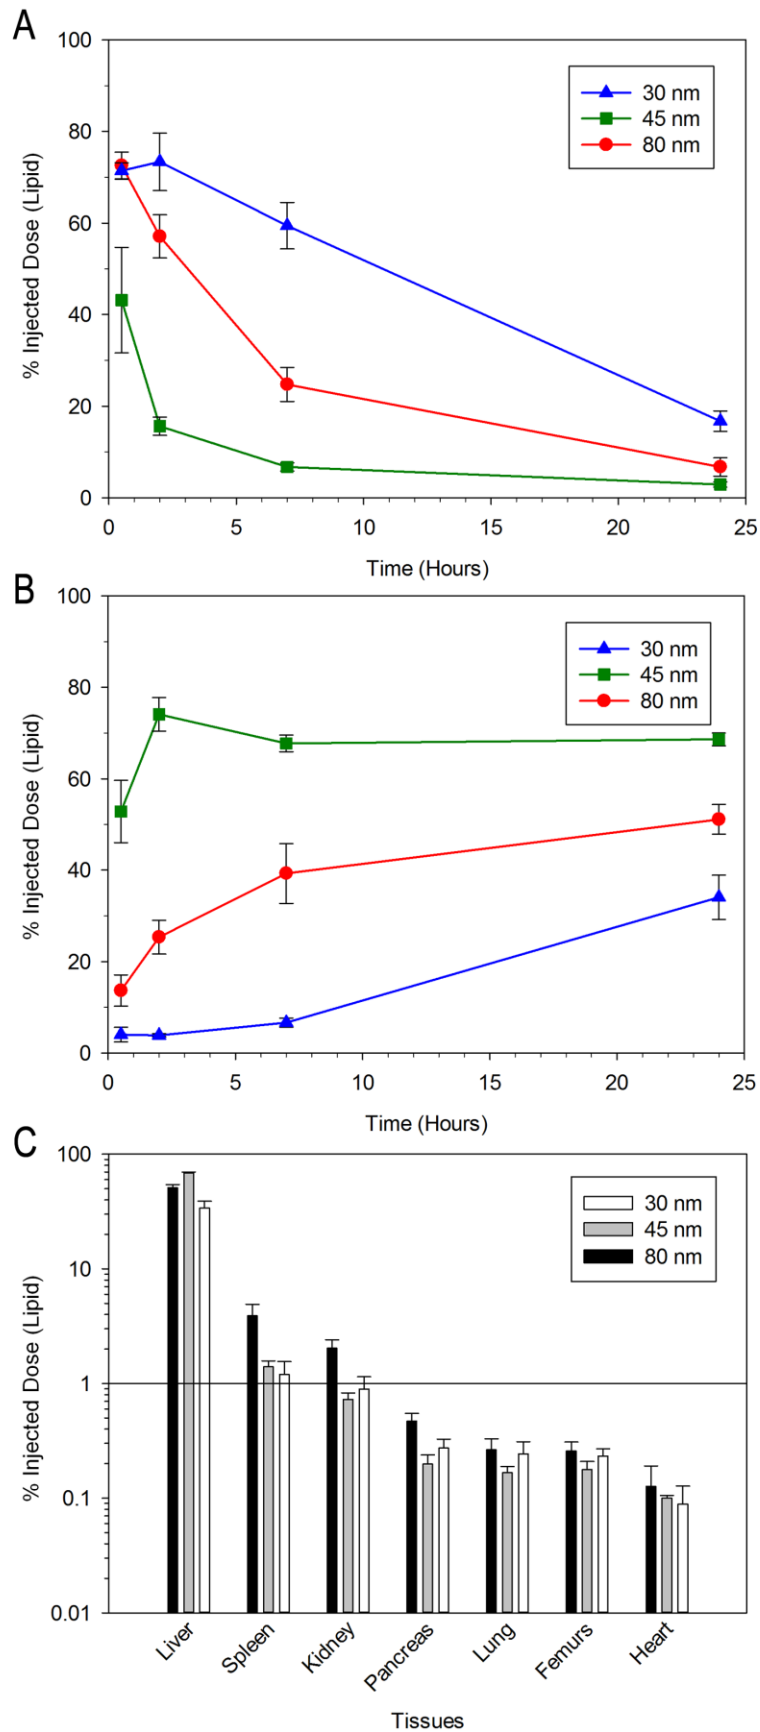 A
100
80
60
40
20
0
% Injected Dose (Lipid)
30 nm
45 nm
80 nm
0 5 10 15 20 25
Time (Hours)
B
100
80
60
40
20
0
% Injected Dose (Lipid)
30 nm
45 nm
80 nm
0 5 10 15 20 25
Time (Hours)
C
100
10
1
0.1
0.01
% Injected Dose (Lipid)
30 nm
45 nm
80 nm
Liver Spleen Kidney Pancreas Lung Femurs Heart
Tissues